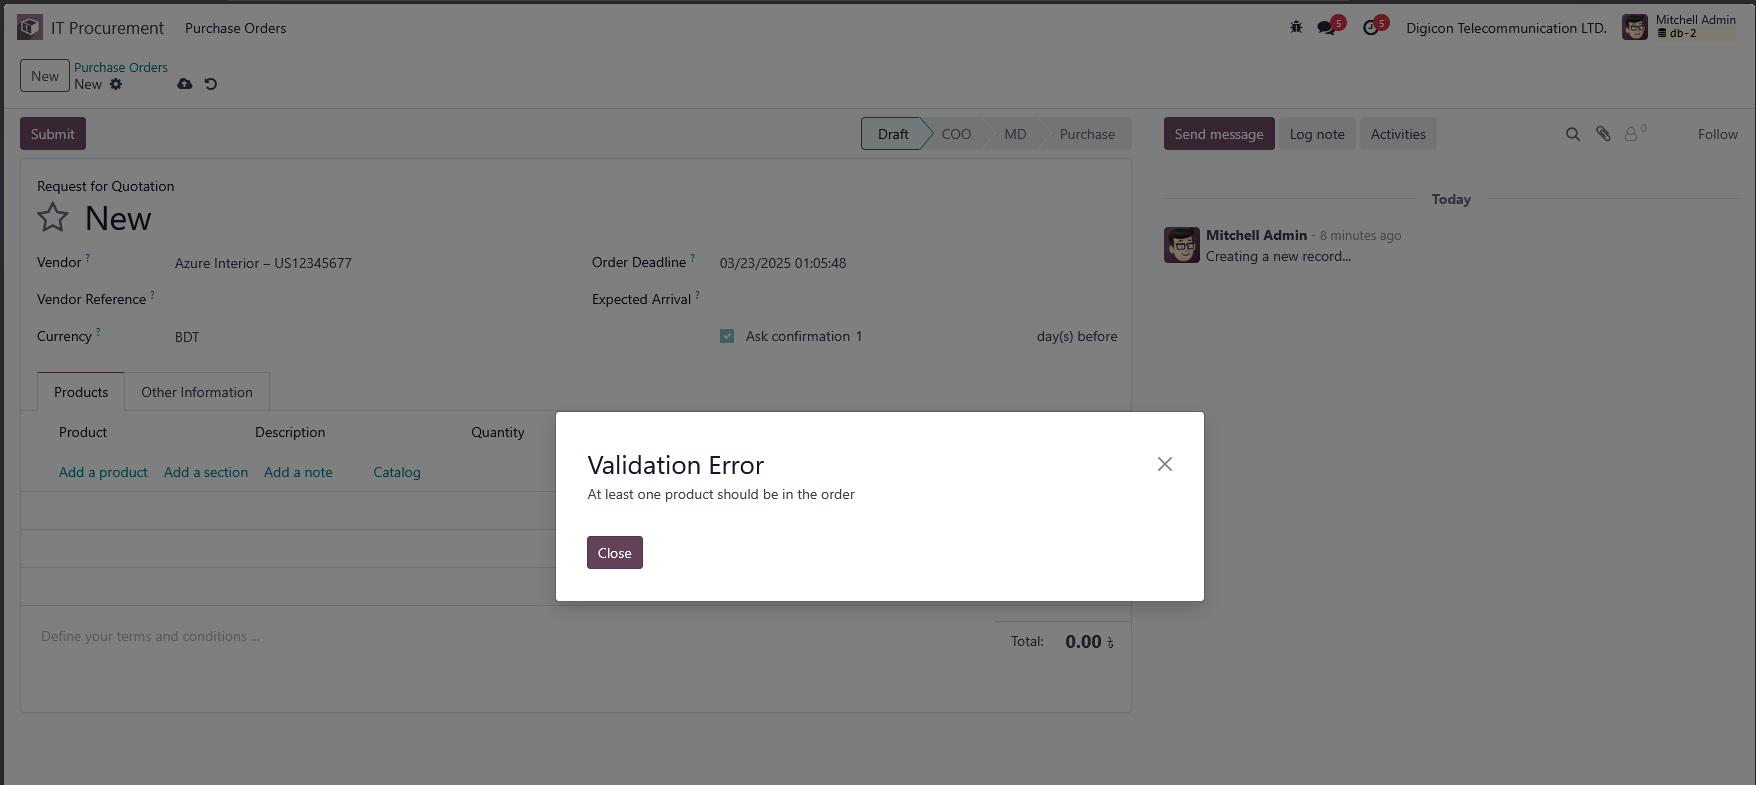 IT Procurement Purchase Orders 5 5 Digicon Telecommunication LTD. Mitchell Admin
db-2
New Purchase Orders
New
Submit Draft COO MD Purchase Send message Log note Activities 0 Follow
Request for Quotation
New
Today
Mitchell Admin - 8 minutes ago
Creating a new record...
Vendor ? Azure Interior – US12345677 Order Deadline ? 03/23/2025 01:05:48
Vendor Reference ? Expected Arrival ?
Currency ? BDT Ask confirmation 1 day(s) before
Products Other Information
Product Description Quantity
Add a product Add a section Add a note Catalog
Validation Error
At least one product should be in the order
Close
Define your terms and conditions ... Total: 0.00 ৳